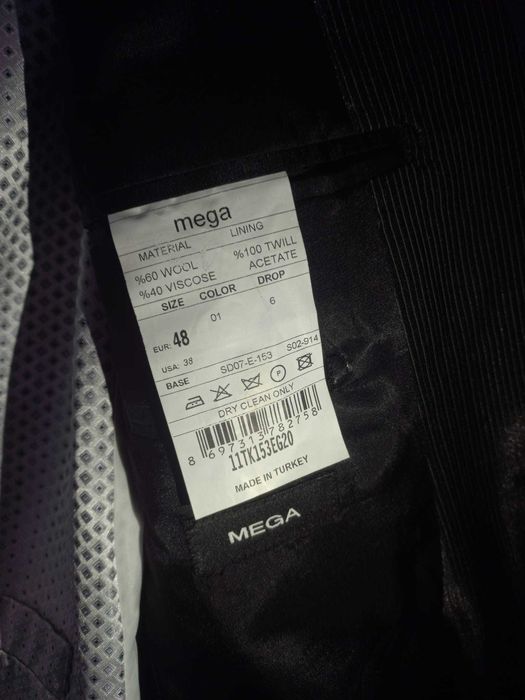 mega
MATERIAL LINING
%60 WOOL %100 TWILL
%40 VISCOSE ACETATE
SIZE COLOR DROP
EUR: 48 01 6
USA: 38
BASE SD07-E-153 S02-914
P
DRY CLEAN ONLY
8 697313 782758
11TK153EG20
MADE IN TURKEY
MEGA